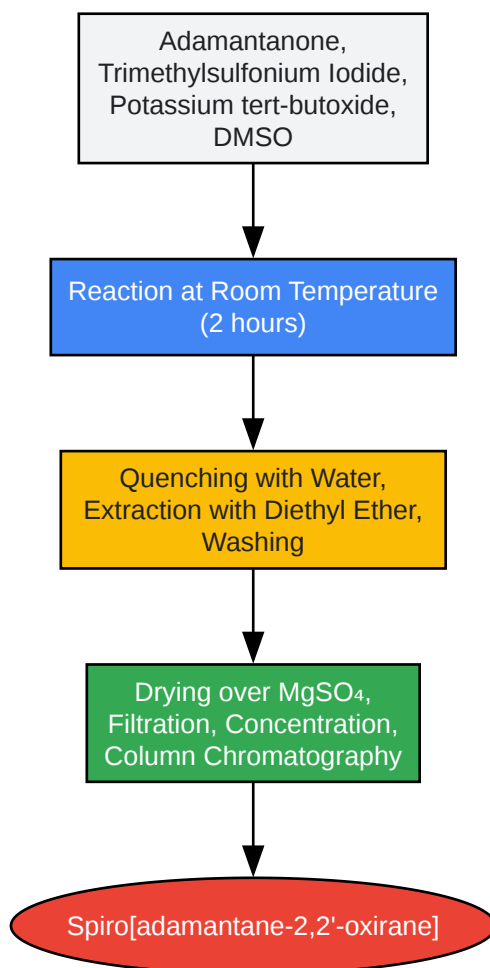 Adamantanone,
Trimethylsulfonium Iodide,
Potassium tert-butoxide,
DMSO
Reaction at Room Temperature
(2 hours)
Quenching with Water,
Extraction with Diethyl Ether,
Washing
Drying over MgSO₄,
Filtration, Concentration,
Column Chromatography
Spiro[adamantane-2,2'-oxirane]